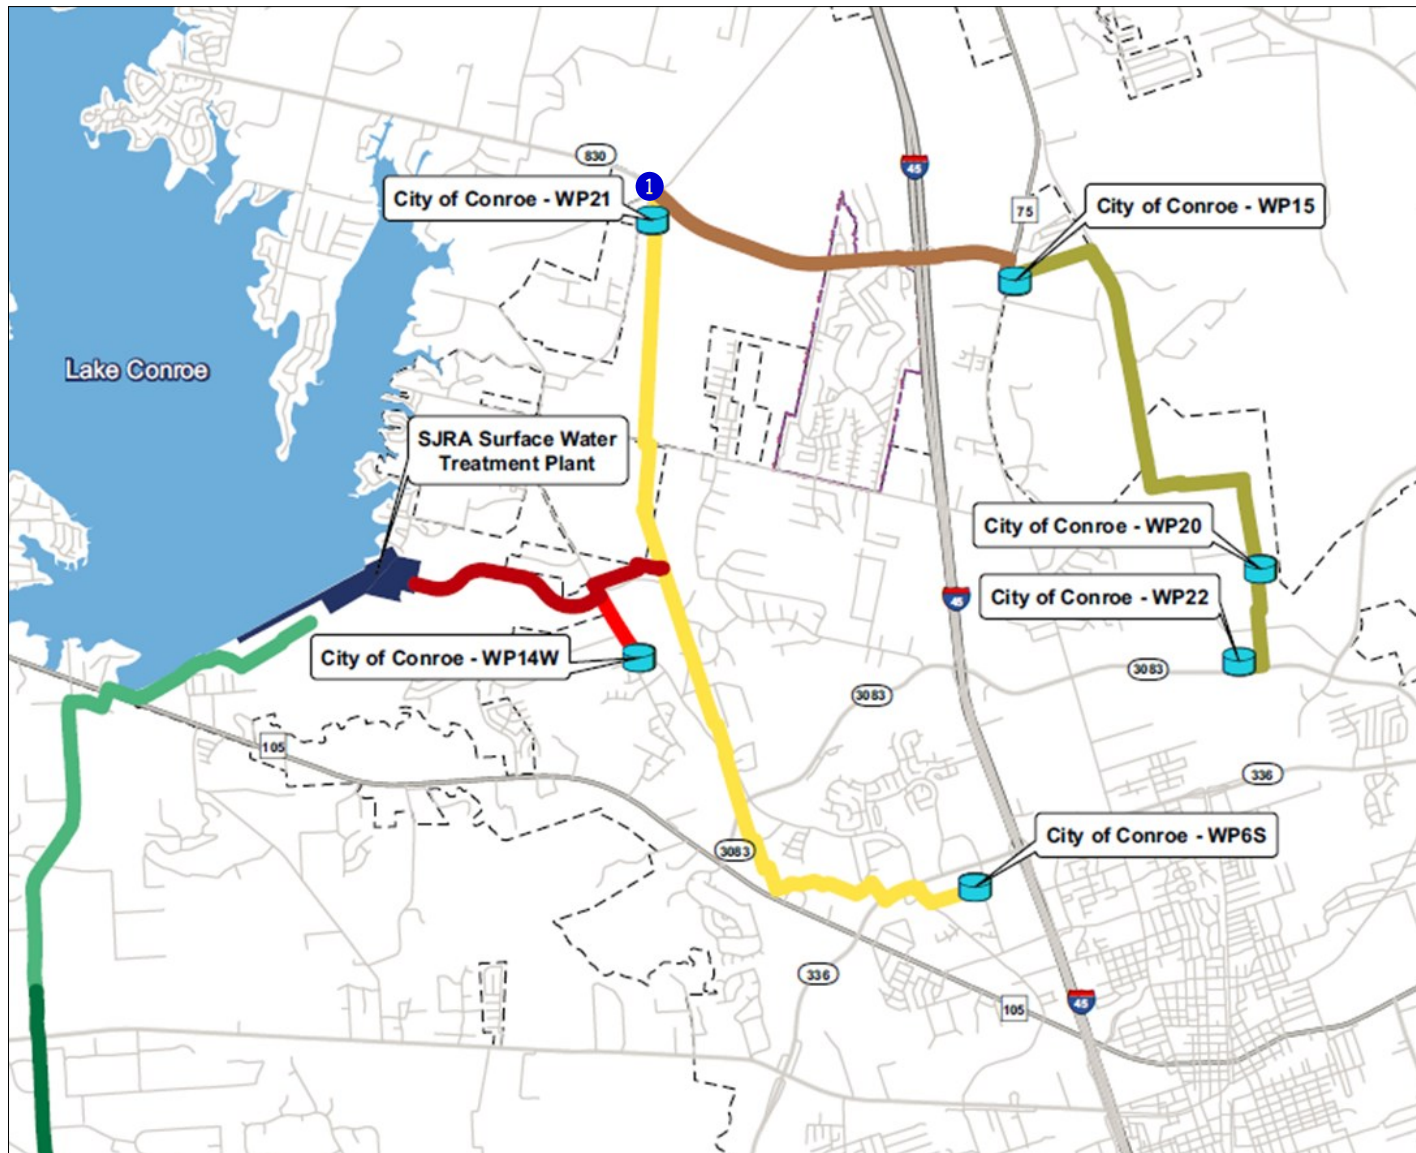 830
45
1
City of Conroe - WP21
75
City of Conroe - WP15
Lake Conroe
SJRA Surface Water
Treatment Plant
City of Conroe - WP20
City of Conroe - WP22
45
City of Conroe - WP14W
3083
3083
105
336
City of Conroe - WP6S
3083
336
105
45